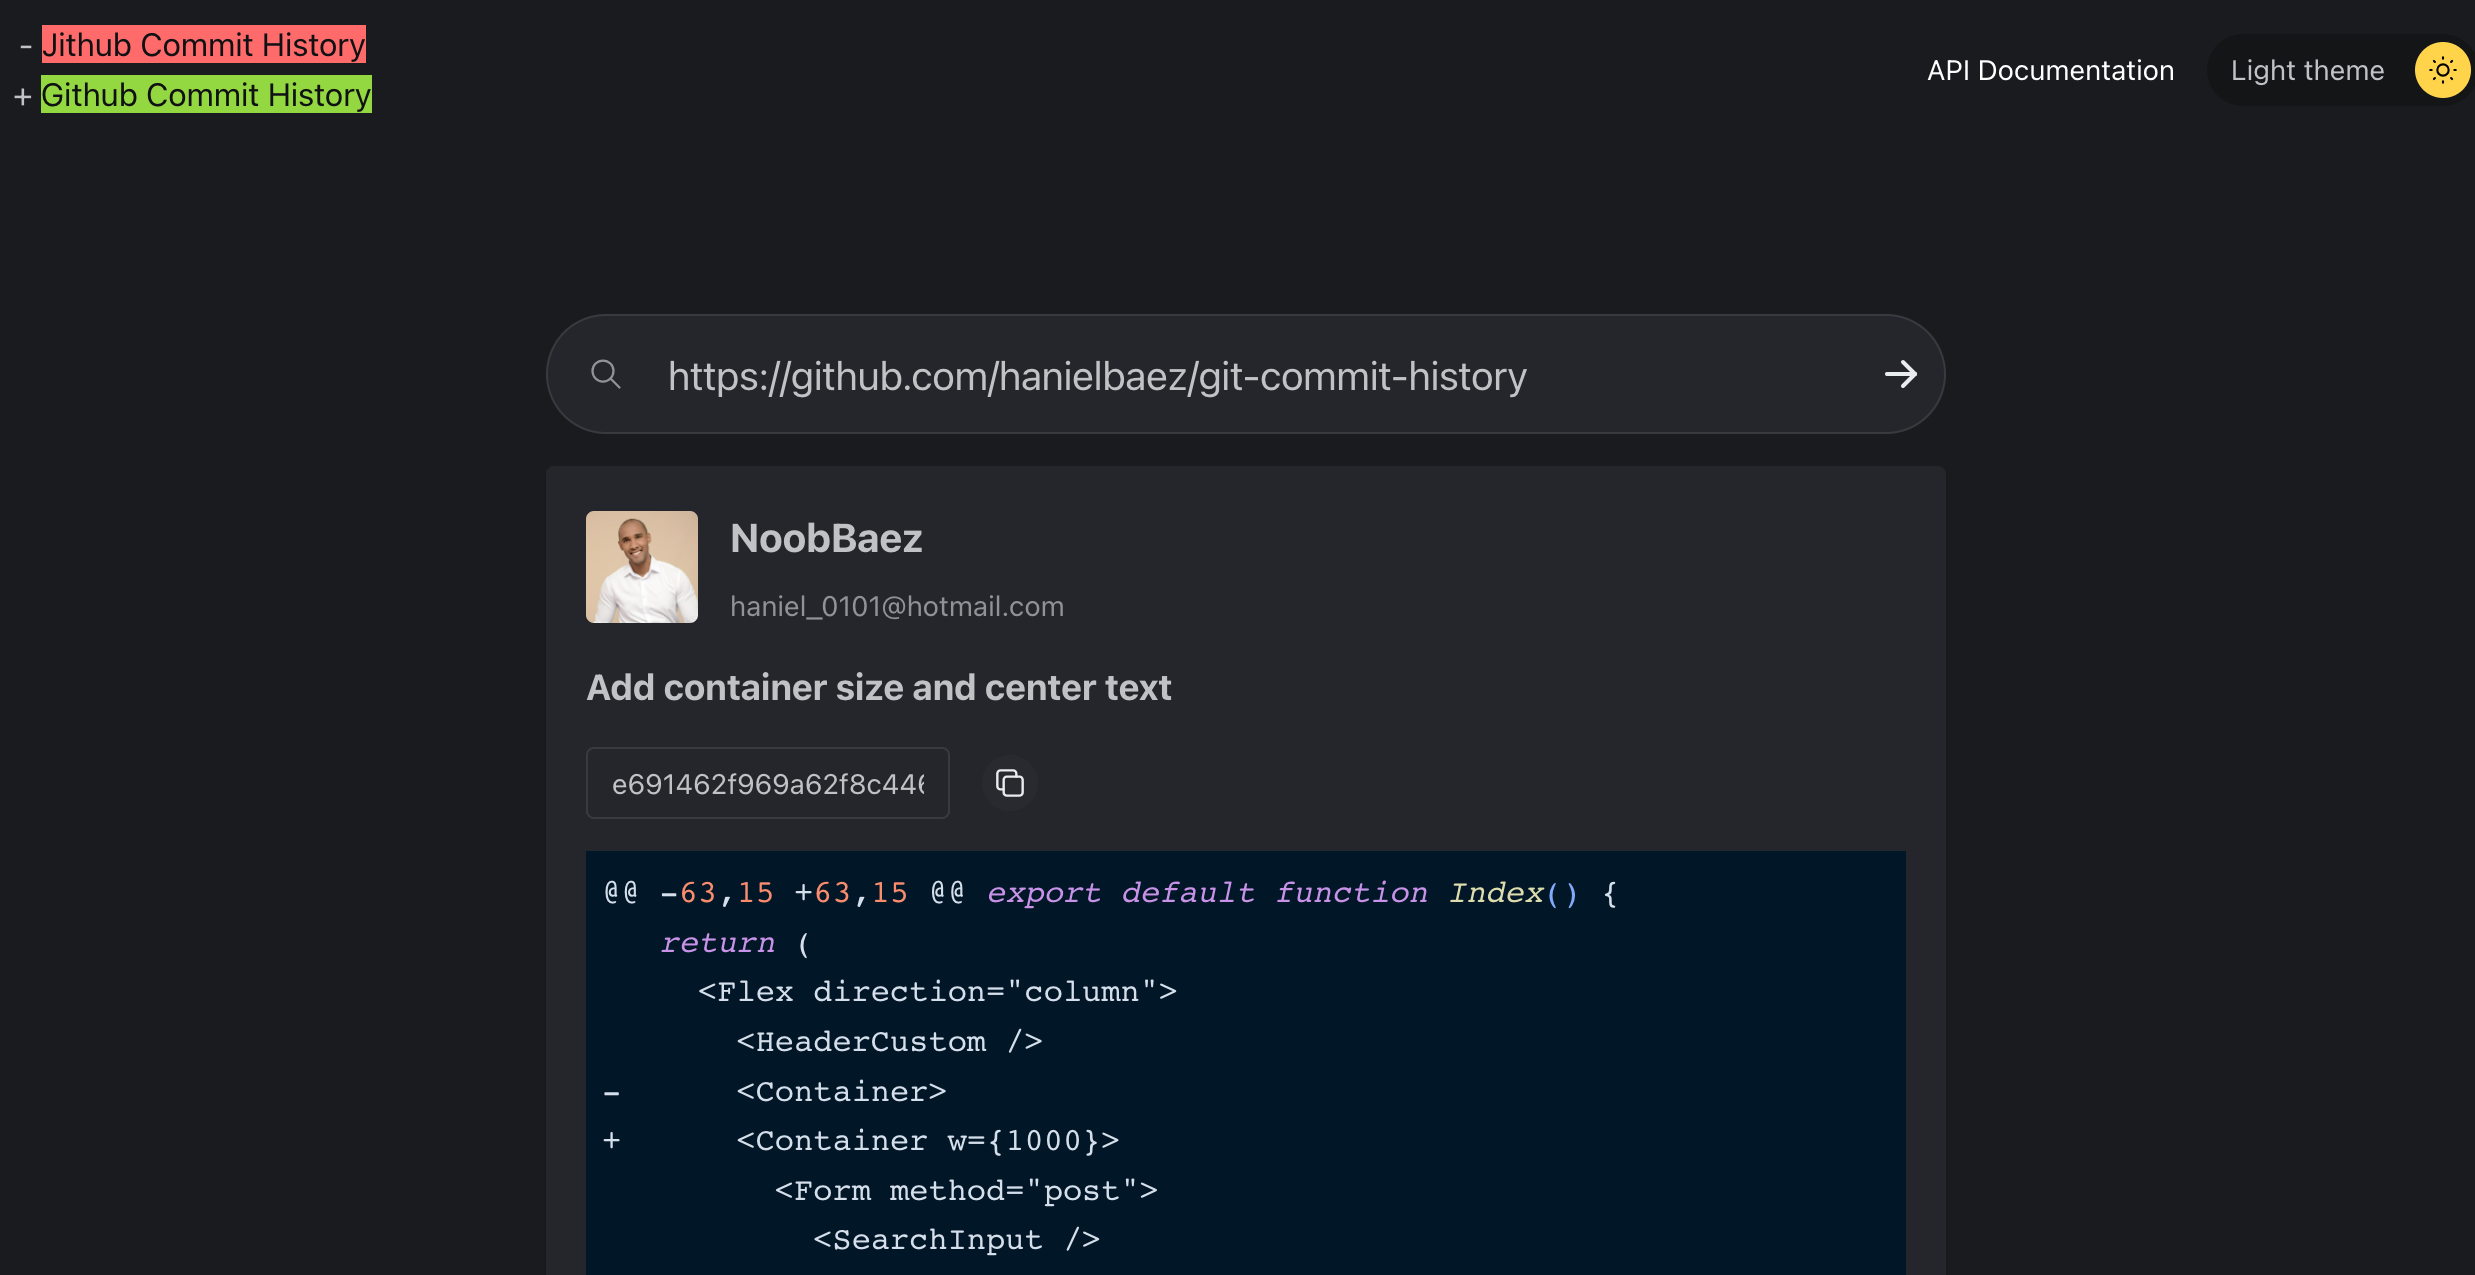 - Jithub Commit History
+ Github Commit History
API Documentation
Light theme
https://github.com/hanielbaez/git-commit-history
NoobBaez
haniel_0101@hotmail.com
Add container size and center text
e691462f969a62f8c446
@@ -63,15 +63,15 @@ export default function Index() {
return (
<Flex direction="column">
<HeaderCustom />
- <Container>
+ <Container w={1000}>
<Form method="post">
<SearchInput />